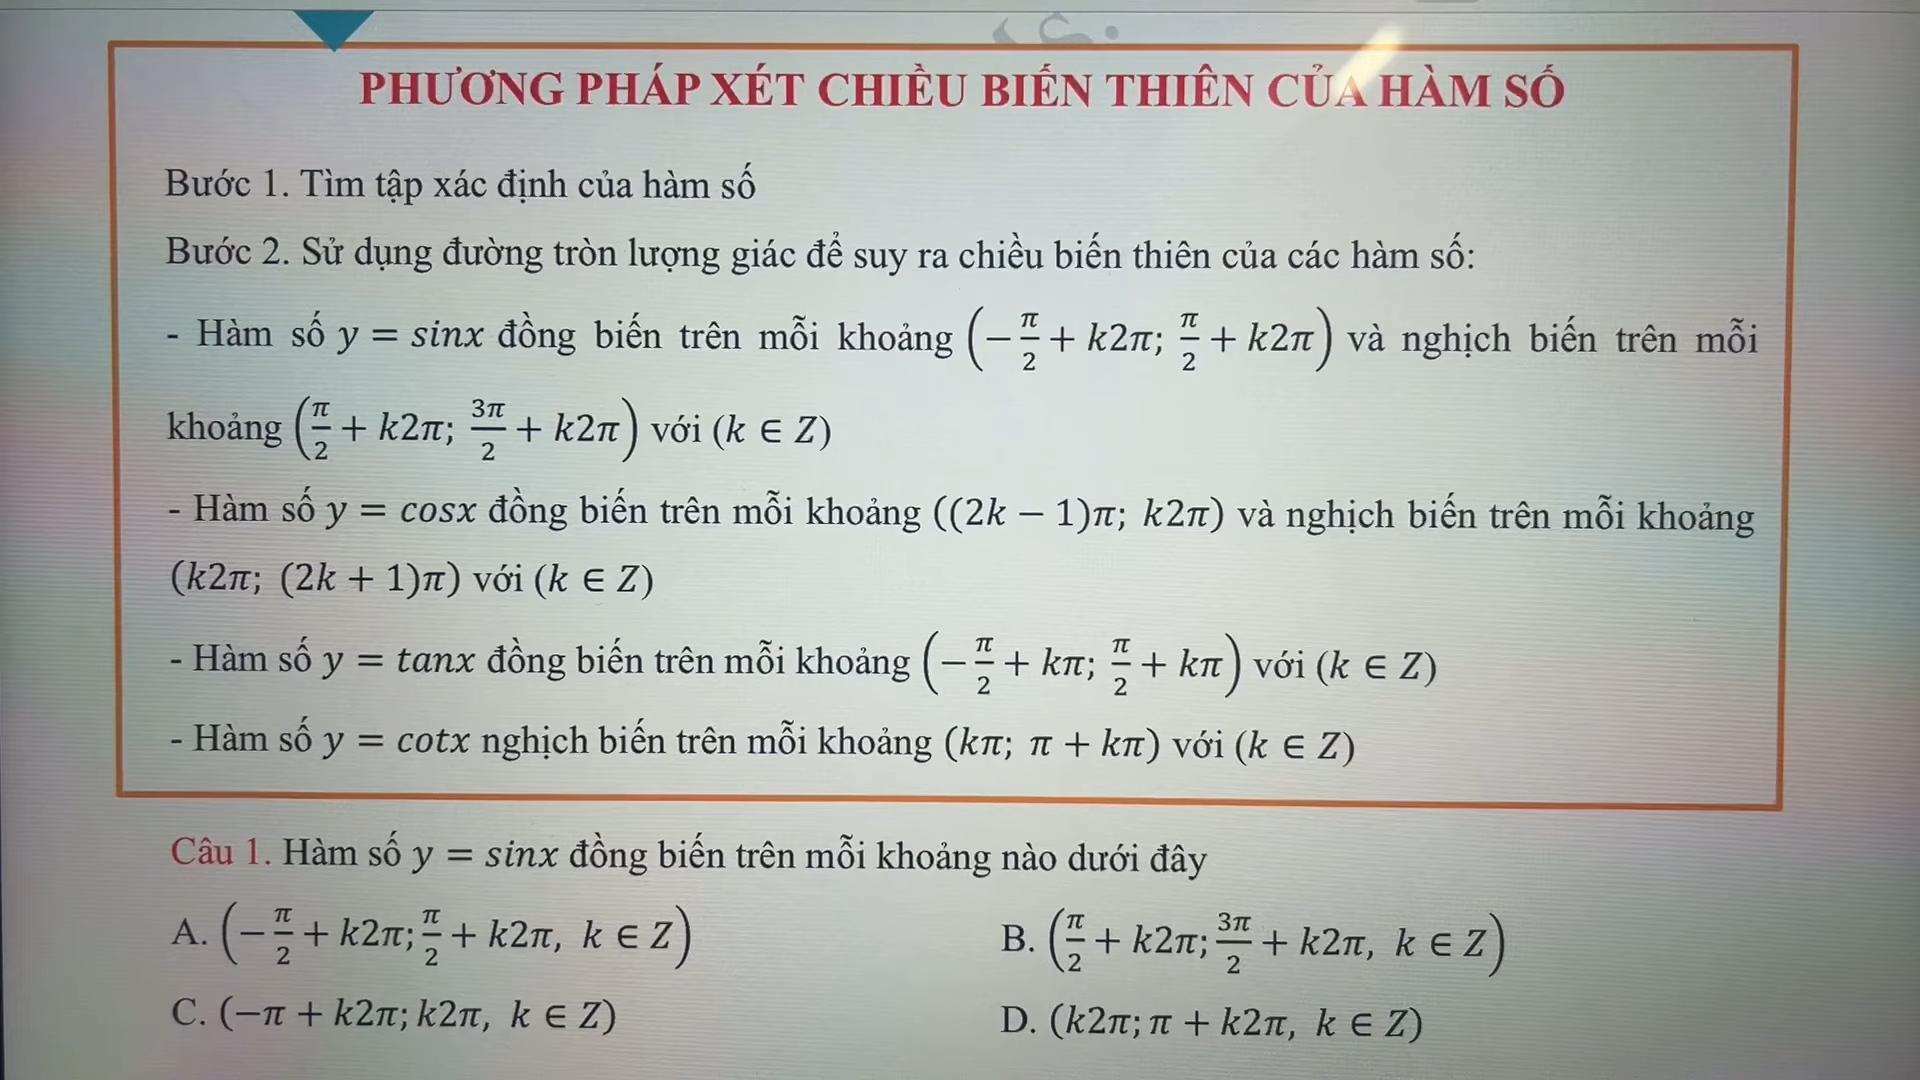 PHƯƠNG PHÁP XÉT CHIỀU BIẾN THIÊN CỦA HÀM SỐ
Bước 1. Tìm tập xác định của hàm số
Bước 2. Sử dụng đường tròn lượng giác để suy ra chiều biến thiên của các hàm số:
- Hàm số y = sinx đồng biến trên mỗi khoảng (−π/2 + k2π; π/2 + k2π) và nghịch biến trên mỗi
khoảng (π/2 + k2π; 3π/2 + k2π) với (k ∈ Z)
- Hàm số y = cosx đồng biến trên mỗi khoảng ((2k − 1)π; k2π) và nghịch biến trên mỗi khoảng
(k2π; (2k + 1)π) với (k ∈ Z)
- Hàm số y = tanx đồng biến trên mỗi khoảng (−π/2 + kπ; π/2 + kπ) với (k ∈ Z)
- Hàm số y = cotx nghịch biến trên mỗi khoảng (kπ; π + kπ) với (k ∈ Z)
Câu 1. Hàm số y = sinx đồng biến trên mỗi khoảng nào dưới đây
A. (−π/2 + k2π; π/2 + k2π, k ∈ Z)
B. (π/2 + k2π; 3π/2 + k2π, k ∈ Z)
C. (−π + k2π; k2π, k ∈ Z)
D. (k2π; π + k2π, k ∈ Z)